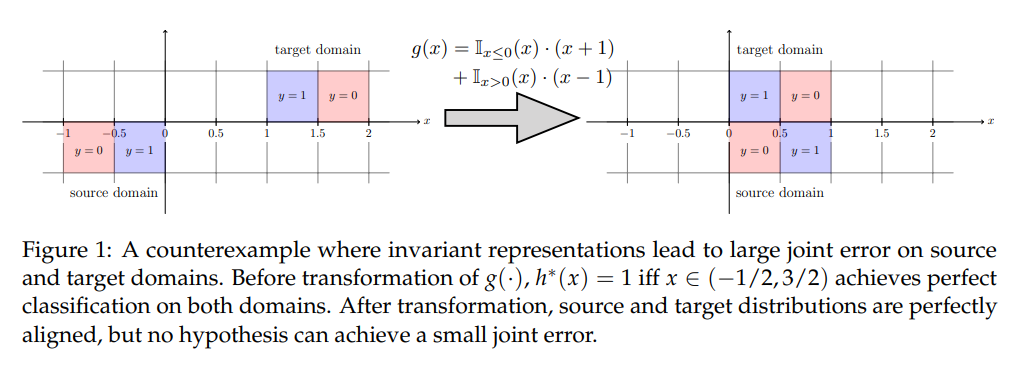 target domain
y = 1
y = 0
−1
−0.5
0
0.5
1
1.5
2
x
y = 0
y = 1
source domain
g(x) = 𝕀ₓ≤₀(x) · (x + 1)
+ 𝕀ₓ>₀(x) · (x − 1)
target domain
y = 1
y = 0
−1
−0.5
0
0.5
1
1.5
2
x
y = 0
y = 1
source domain
Figure 1: A counterexample where invariant representations lead to large joint error on source
and target domains. Before transformation of g(·), h*(x) = 1 iff x ∈ (−1/2, 3/2) achieves perfect
classification on both domains. After transformation, source and target distributions are perfectly
aligned, but no hypothesis can achieve a small joint error.